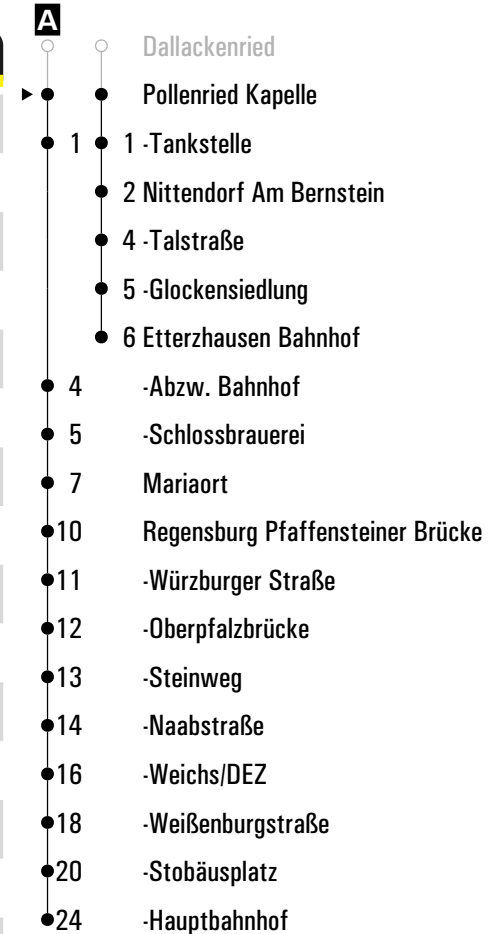 A
Dallackenried
Pollenried Kapelle
1 1 -Tankstelle
2 Nittendorf Am Bernstein
4 -Talstraße
5 -Glockensiedlung
6 Etterzhausen Bahnhof
4 -Abzw. Bahnhof
5 -Schlossbrauerei
7 Mariaort
10 Regensburg Pfaffensteiner Brücke
11 -Würzburger Straße
12 -Oberpfalzbrücke
13 -Steinweg
14 -Naabstraße
16 -Weichs/DEZ
18 -Weißenburgstraße
20 -Stobäusplatz
24 -Hauptbahnhof